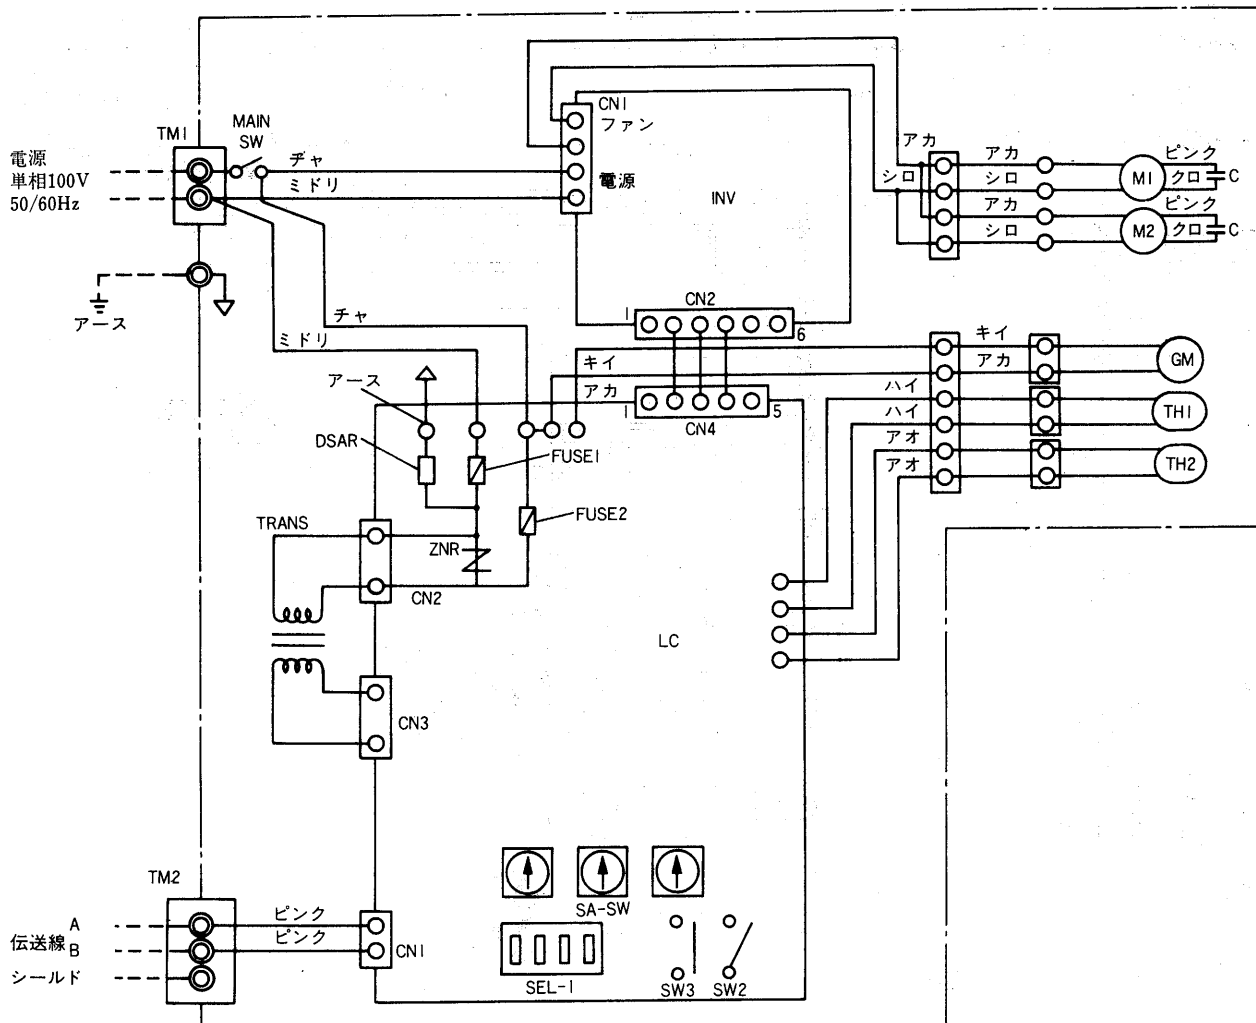 CN1
ファン
電源
INV
TM1
MAIN
SW
チャ
ミドリ
電源
単相100V
50/60Hz
アース
アカ
シロ
アカ
シロ
アカ
シロ
M1
M2
ピンク
クロ
C
ピンク
クロ
C
CN2
1
6
チャ
ミドリ
キイ
アカ
1
5
CN4
アース
DSAR
FUSE1
FUSE2
TRANS
ZNR
CN2
CN3
LC
ハイ
ハイ
アオ
アオ
キイ
アカ
GM
TH1
TH2
TM2
伝送線
A
B
シールド
ピンク
ピンク
CN1
SA-SW
SEL-1
SW3
SW2